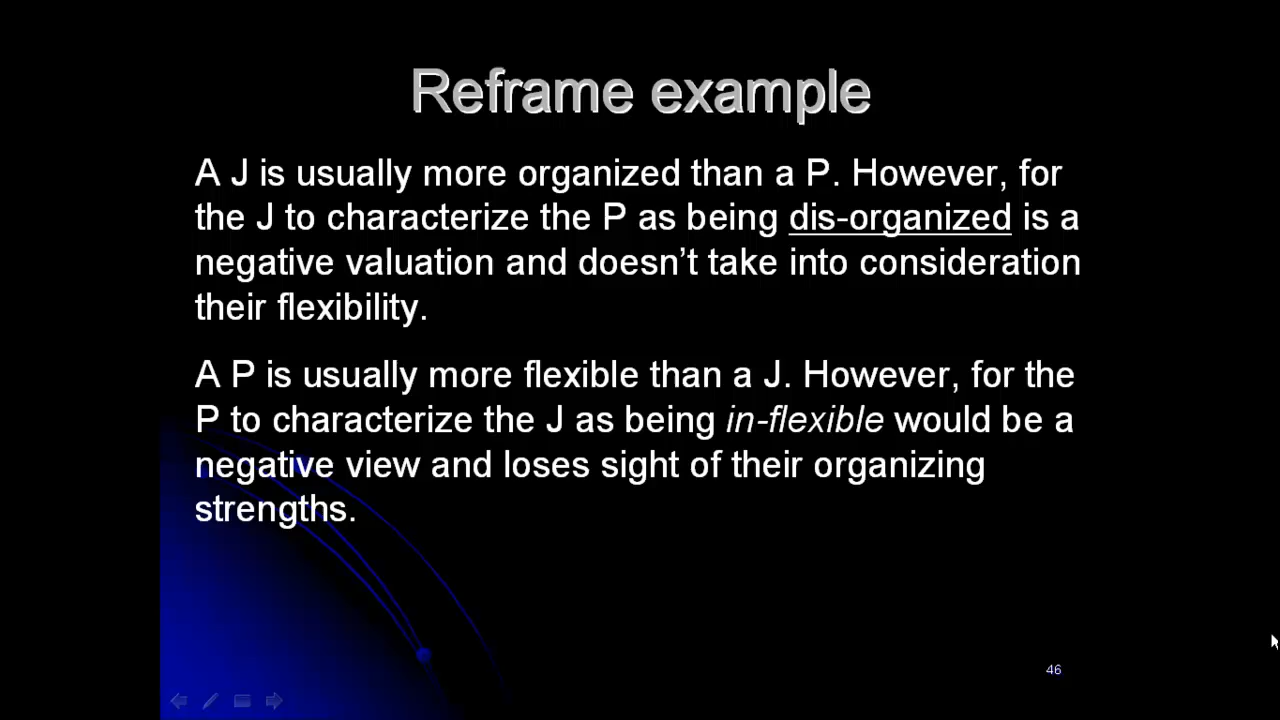 Reframe example
A J is usually more organized than a P. However, for
the J to characterize the P as being dis-organized is a
negative valuation and doesn’t take into consideration
their flexibility.
A P is usually more flexible than a J. However, for the
P to characterize the J as being in-flexible would be a
negative view and loses sight of their organizing
strengths.
46